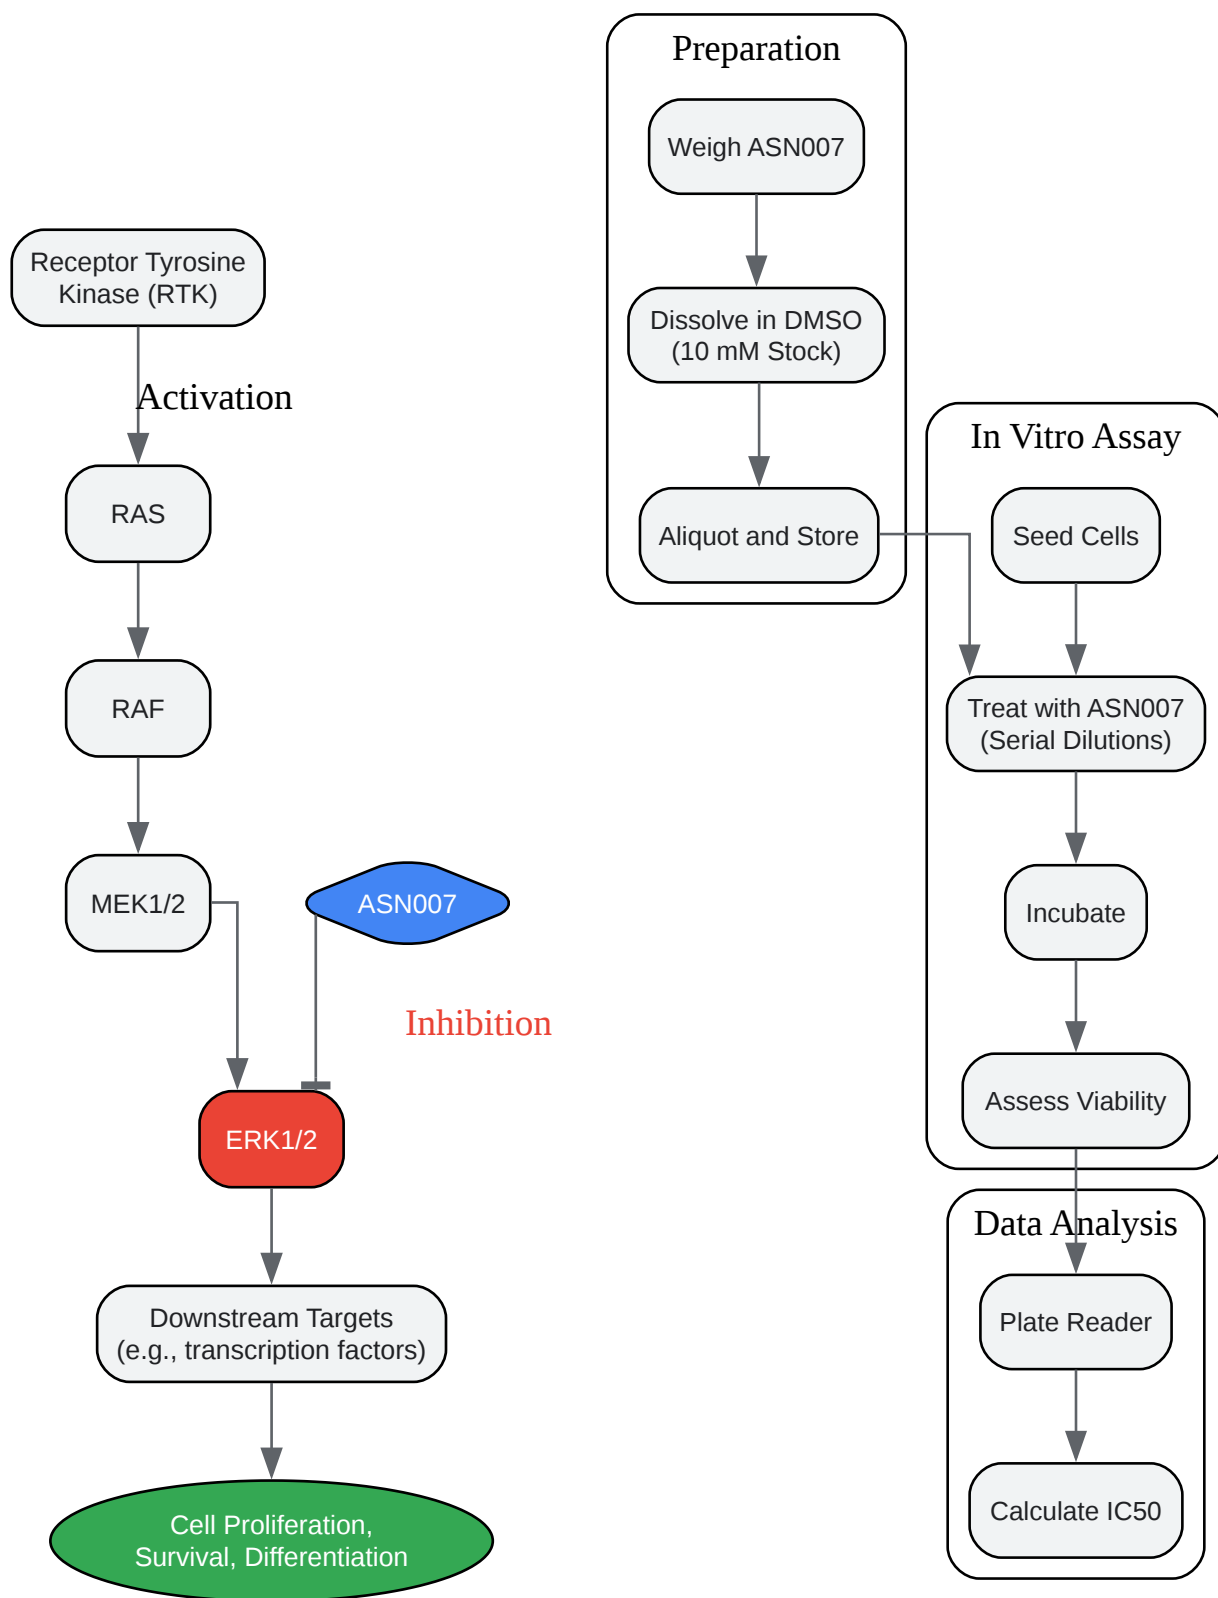 Receptor Tyrosine
Kinase (RTK)
Activation
RAS
RAF
MEK1/2
ASN007
Inhibition
ERK1/2
Downstream Targets
(e.g., transcription factors)
Cell Proliferation,
Survival, Differentiation
Preparation
Weigh ASN007
Dissolve in DMSO
(10 mM Stock)
Aliquot and Store
In Vitro Assay
Seed Cells
Treat with ASN007
(Serial Dilutions)
Incubate
Assess Viability
Data Analysis
Plate Reader
Calculate IC50